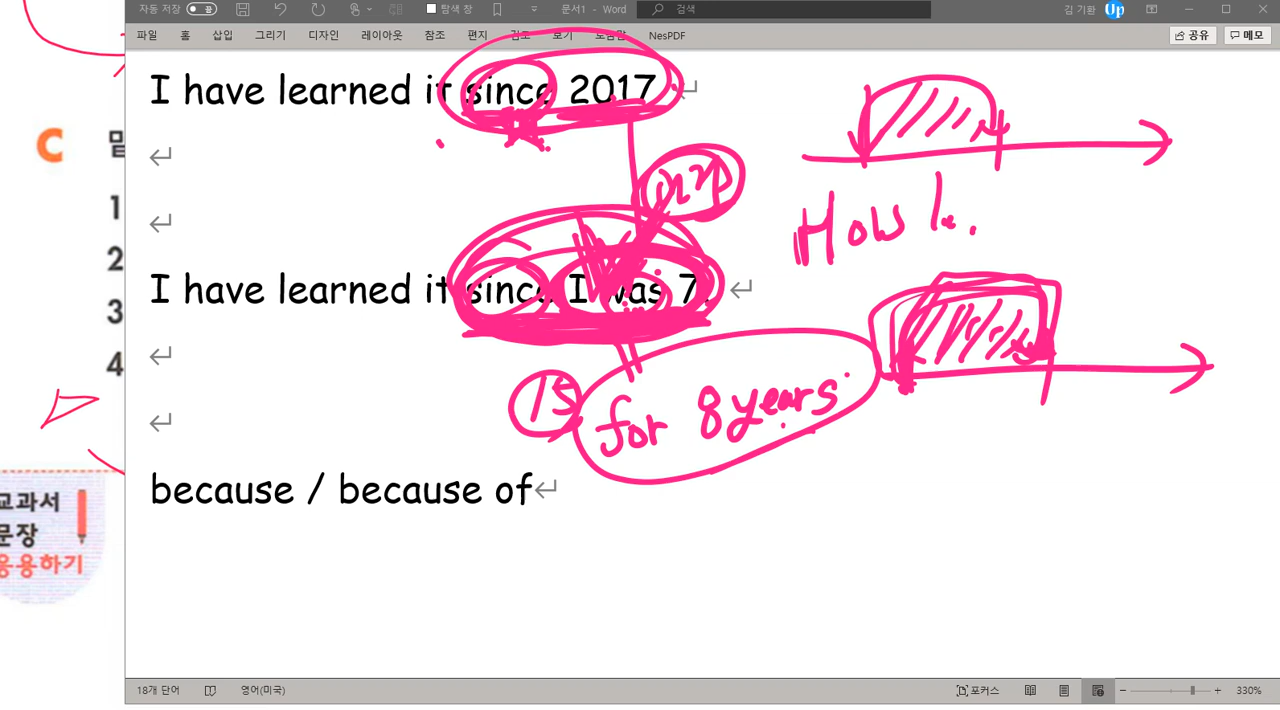 자동 저장 끔 탐색 창 문서1 - Word 검색 김 기환 Up
파일 홈 삽입 그리기 디자인 레이아웃 참조 편지 검토 보기 도움말 NesPDF 공유 메모
I have learned it since 2017.
C 밑
1
How
2
I have learned it since I was 7.
3
4
15
for 8 years
because / because of
교과서
문장
응용하기
18개 단어 영어(미국) 포커스 330%